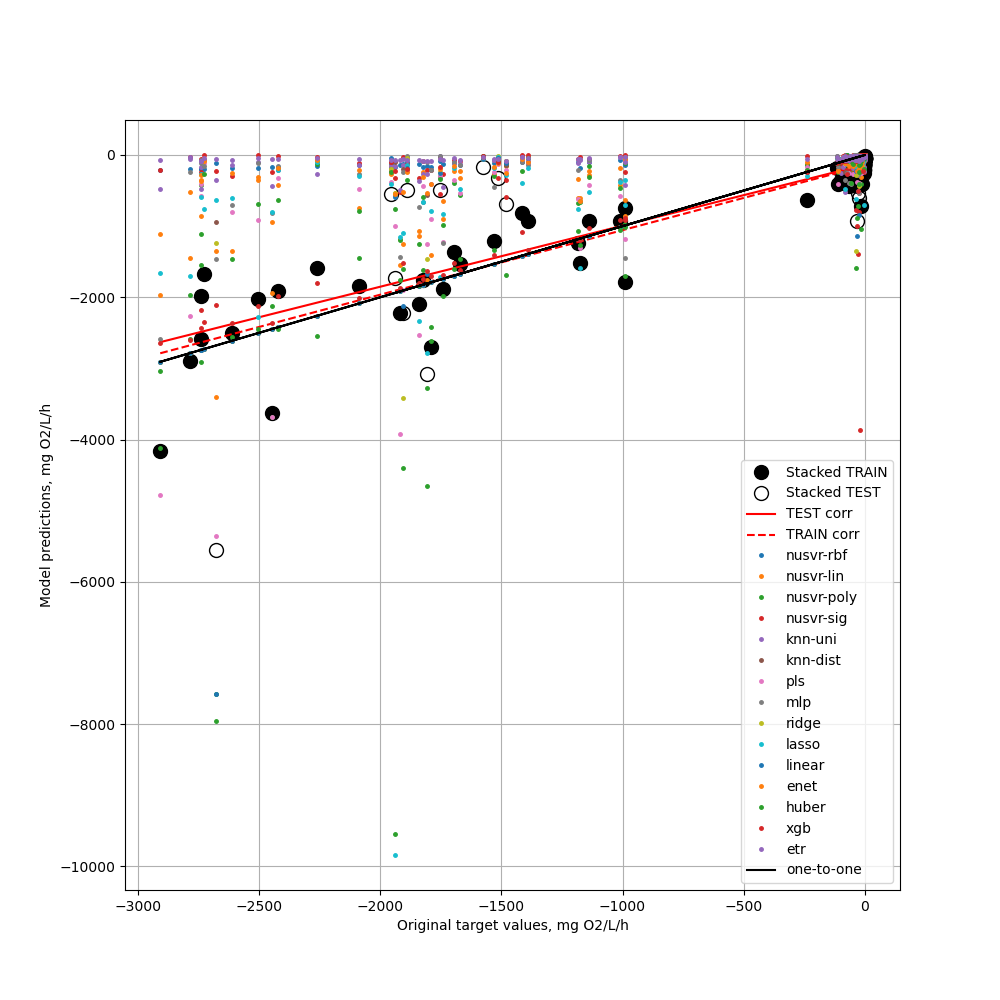 0
−2000
−4000
−6000
−8000
−10000
Model predictions, mg O2/L/h
Stacked TRAIN
Stacked TEST
TEST corr
TRAIN corr
nusvr-rbf
nusvr-lin
nusvr-poly
nusvr-sig
knn-uni
knn-dist
pls
mlp
ridge
lasso
linear
enet
huber
xgb
etr
one-to-one
−3000 −2500 −2000 −1500 −1000 −500 0
Original target values, mg O2/L/h